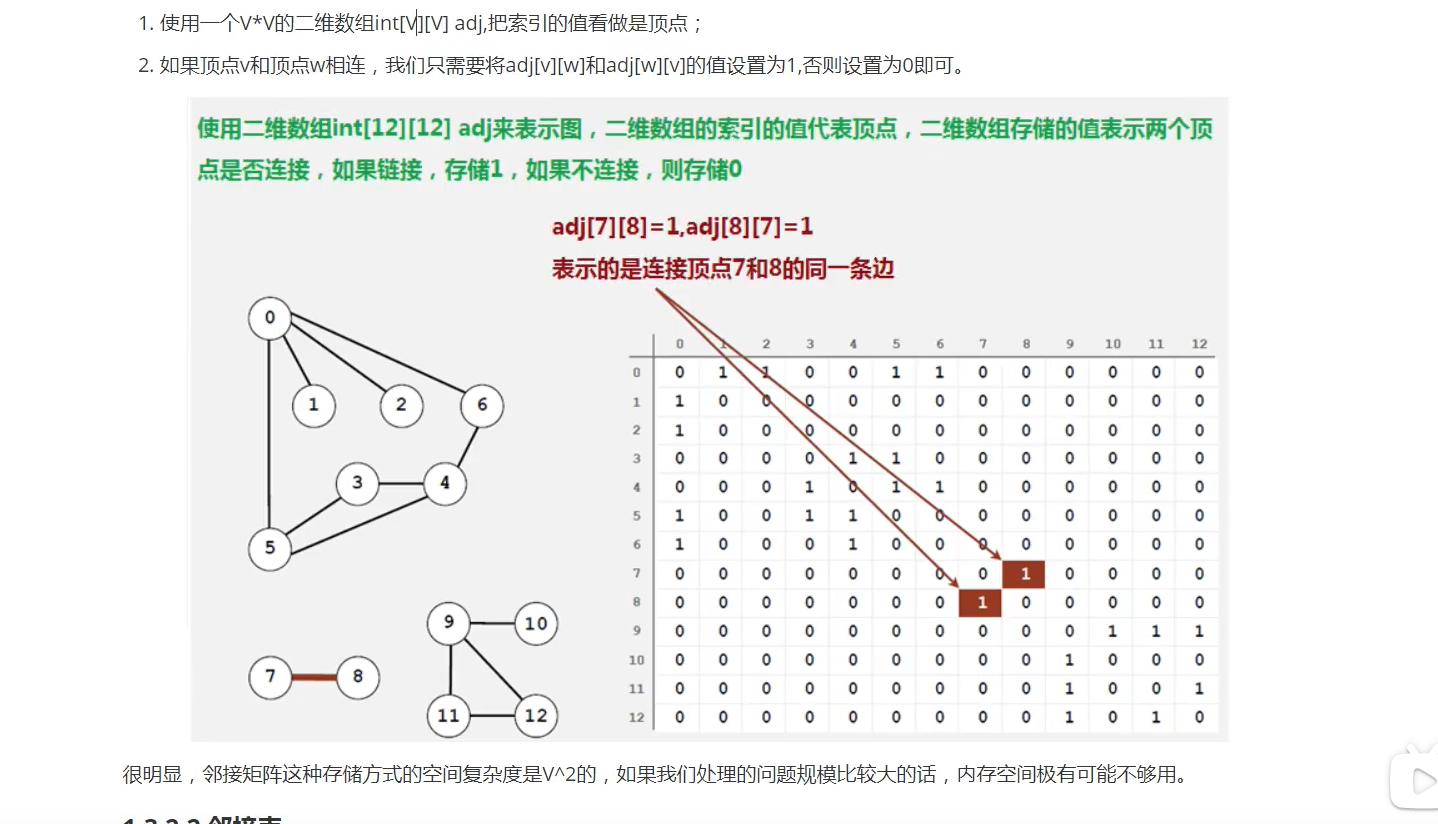 1. 使用一个V*V的二维数组int[V][V] adj,把索引的值看做是顶点；
2. 如果顶点v和顶点w相连，我们只需要将adj[v][w]和adj[w][v]的值设置为1,否则设置为0即可。
使用二维数组int[12][12] adj来表示图，二维数组的索引的值代表顶点，二维数组存储的值表示两个顶
点是否连接，如果链接，存储1，如果不连接，则存储0
adj[7][8]=1,adj[8][7]=1
表示的是连接顶点7和8的同一条边
0
1
2
6
3
4
5
9
10
7
8
11
12
0 1 2 3 4 5 6 7 8 9 10 11 12
0 0 1 1 0 0 1 1 0 0 0 0 0 0
1 1 0 0 0 0 0 0 0 0 0 0 0 0
2 1 0 0 0 0 0 0 0 0 0 0 0 0
3 0 0 0 0 1 1 0 0 0 0 0 0 0
4 0 0 0 1 0 1 1 0 0 0 0 0 0
5 1 0 0 1 1 0 0 0 0 0 0 0 0
6 1 0 0 0 1 0 0 0 0 0 0 0 0
7 0 0 0 0 0 0 0 0 1 0 0 0 0
8 0 0 0 0 0 0 0 1 0 0 0 0 0
9 0 0 0 0 0 0 0 0 0 0 1 1 1
10 0 0 0 0 0 0 0 0 0 1 0 0 0
11 0 0 0 0 0 0 0 0 0 1 0 0 1
12 0 0 0 0 0 0 0 0 0 1 0 1 0
很明显，邻接矩阵这种存储方式的空间复杂度是V^2的，如果我们处理的问题规模比较大的话，内存空间极有可能不够用。
1.3.2.2 邻接表